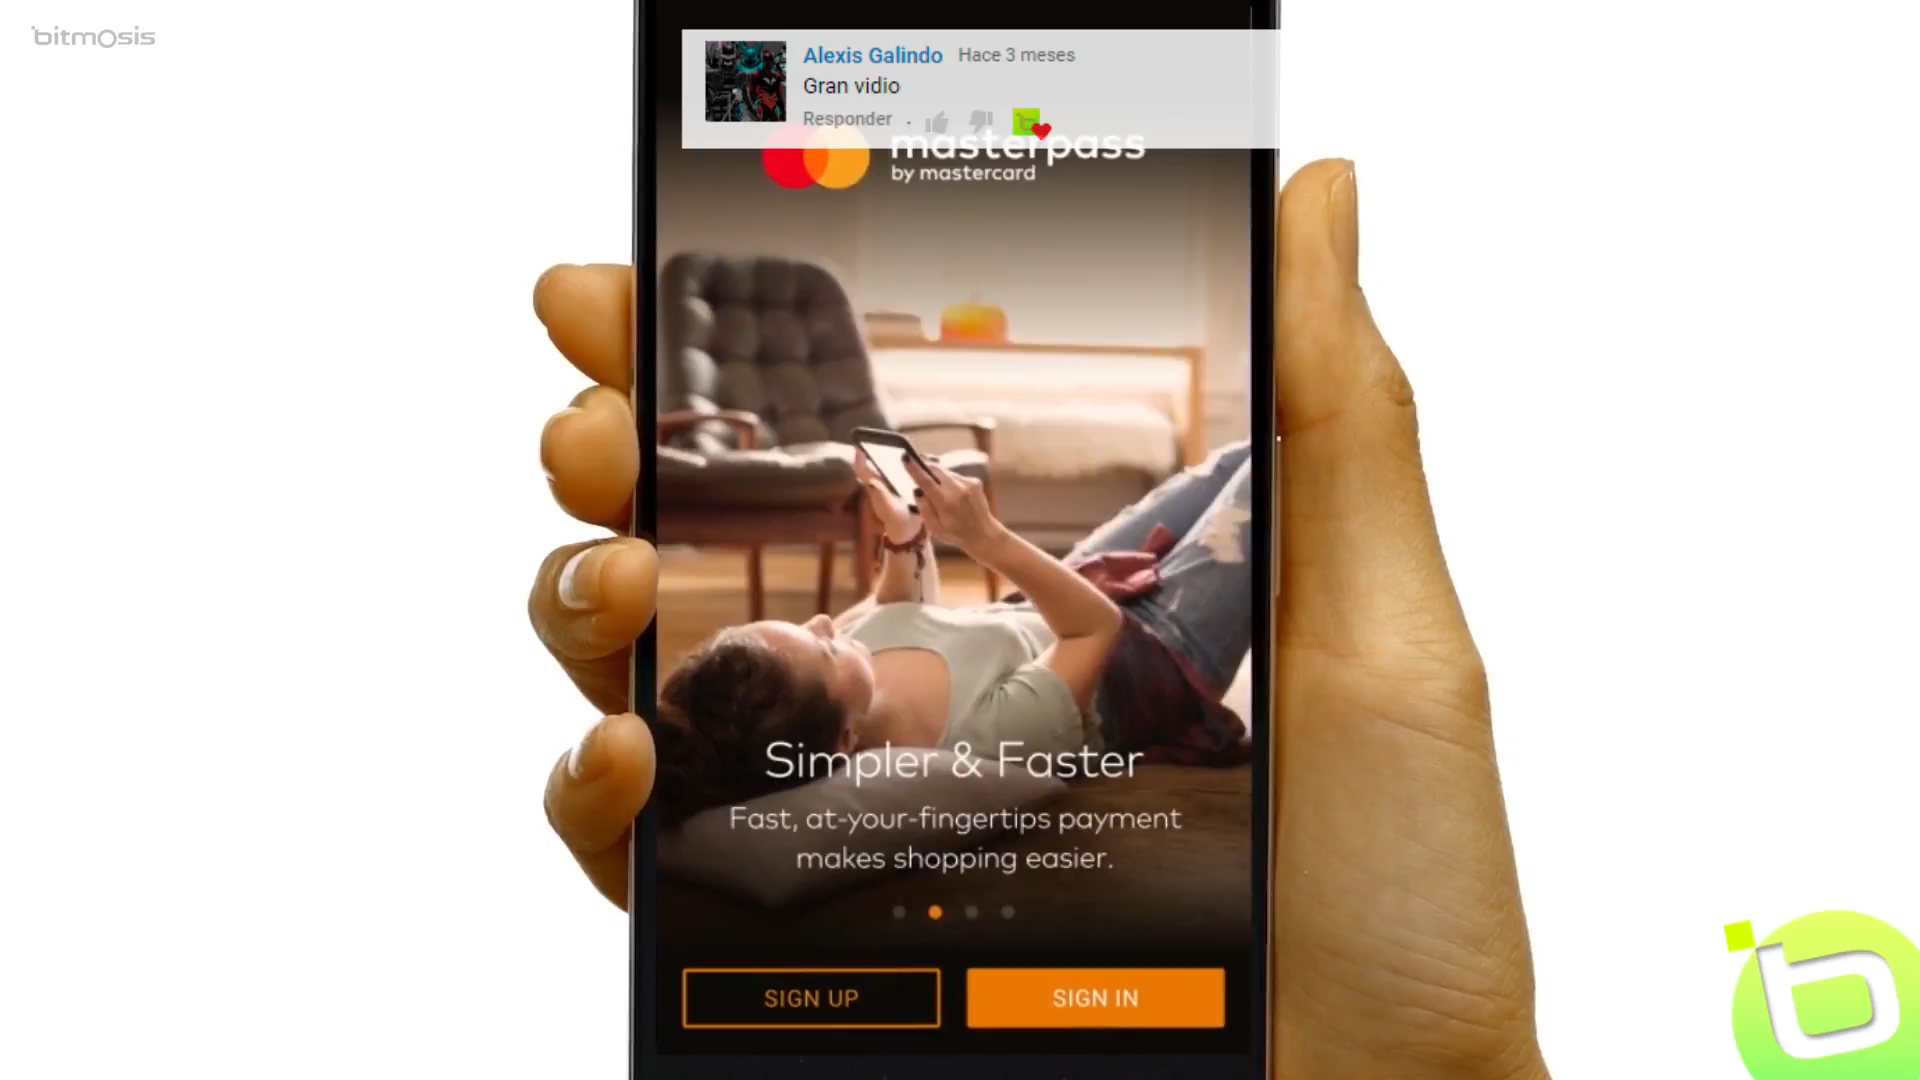 bitmosis
Alexis Galindo Hace 3 meses
Gran vidio
Responder
masterpass
by mastercard
Simpler & Faster
Fast, at-your-fingertips payment
makes shopping easier.
SIGN UP
SIGN IN